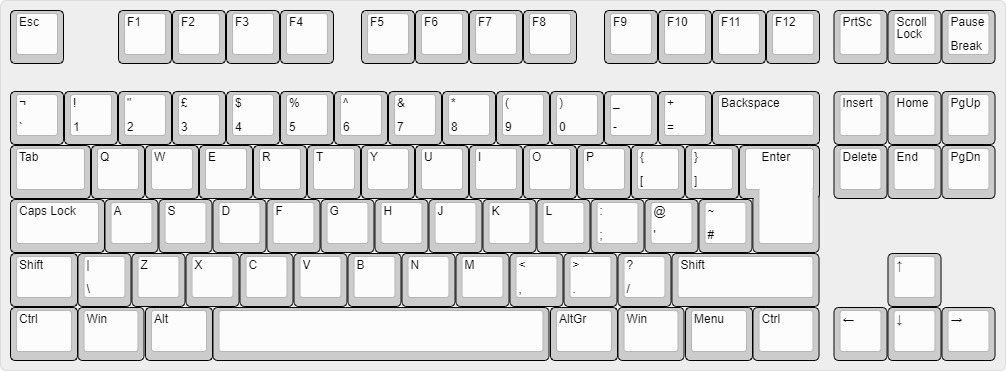 Esc F1 F2 F3 F4 F5 F6 F7 F8 F9 F10 F11 F12 PrtSc Scroll Lock Pause Break
¬ ` ! 1 " 2 £ 3 $ 4 % 5 ^ 6 & 7 * 8 ( 9 ) 0 _ - + = Backspace Insert Home PgUp
Tab Q W E R T Y U I O P { [ } ] Enter Delete End PgDn
Caps Lock A S D F G H J K L : ; @ ' ~ #
Shift | \ Z X C V B N M < , > . ? / Shift ↑
Ctrl Win Alt AltGr Win Menu Ctrl ← ↓ →